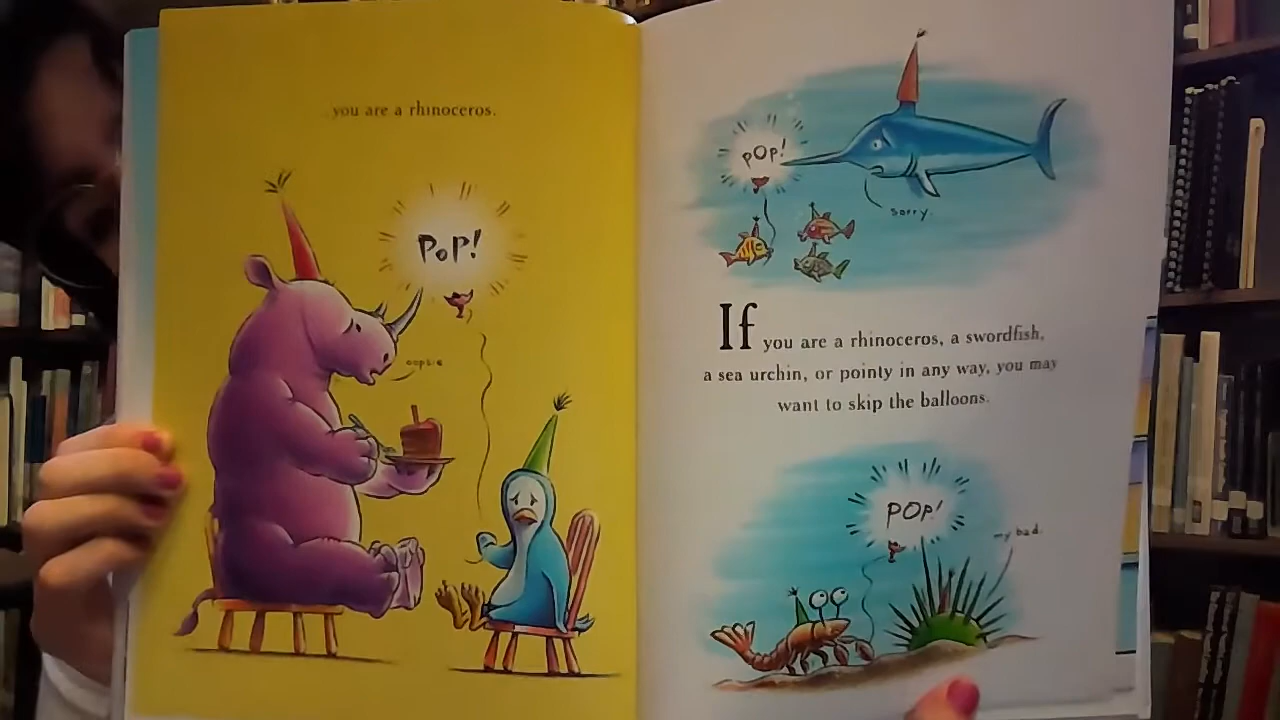 you are a rhinoceros.
PoP!
oopsie
pOp!
sorry.
If you are a rhinoceros, a swordfish,
a sea urchin, or pointy in any way, you may
want to skip the balloons.
POP!
my bad.